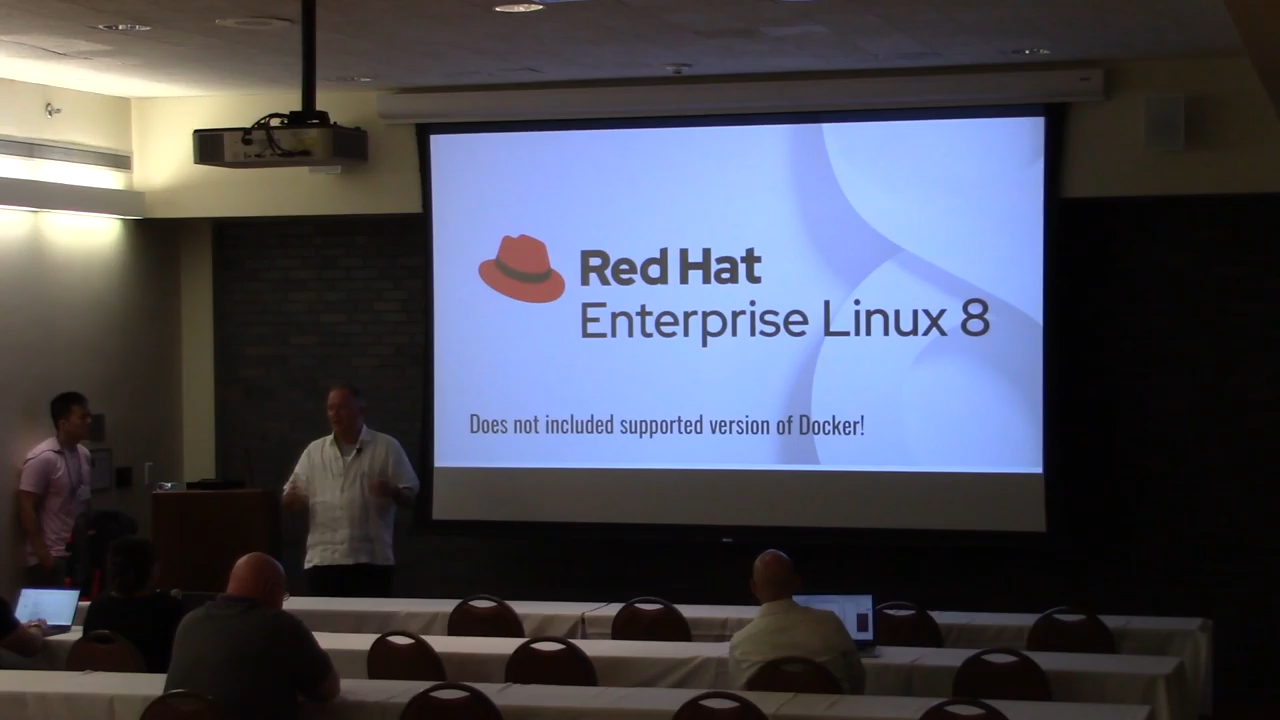 Red Hat
Enterprise Linux 8
Does not included supported version of Docker!